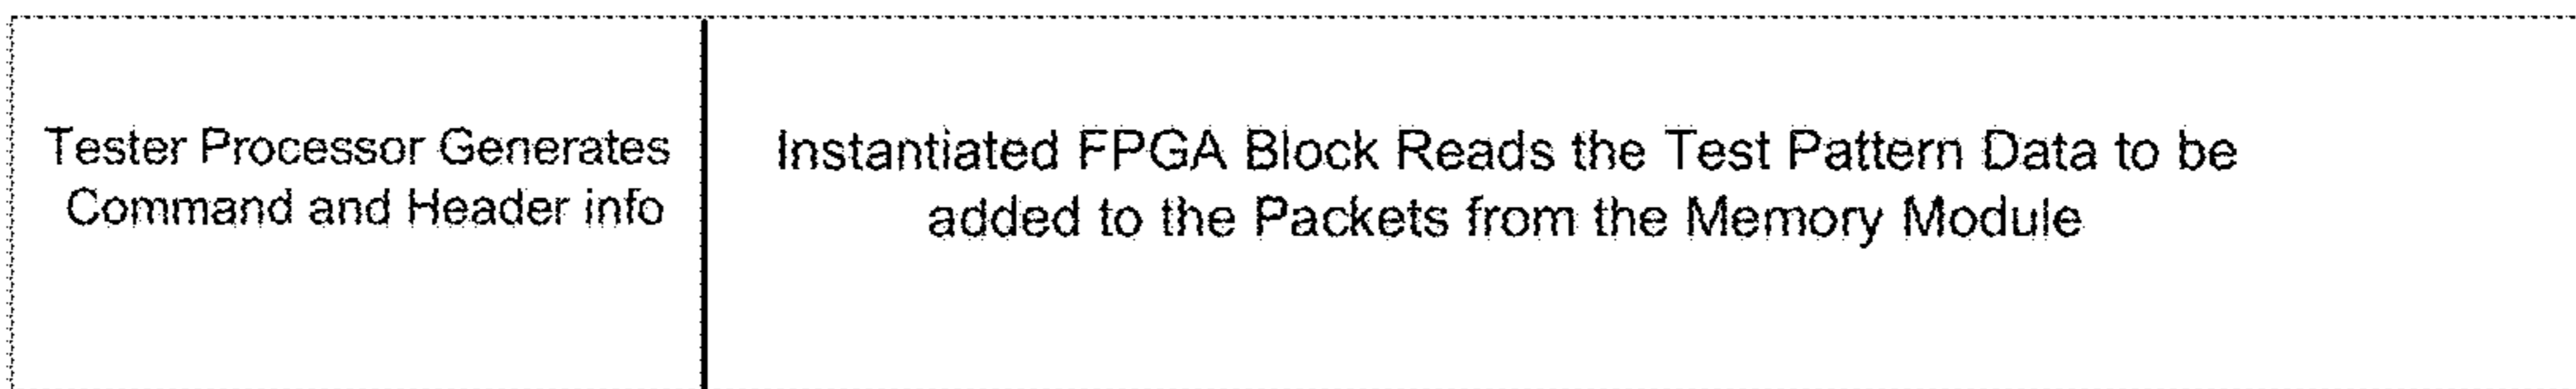 Tester Processor Generates
Command and Header info
Instantiated FPGA Block Reads the Test Pattern Data to be
added to the Packets from the Memory Module